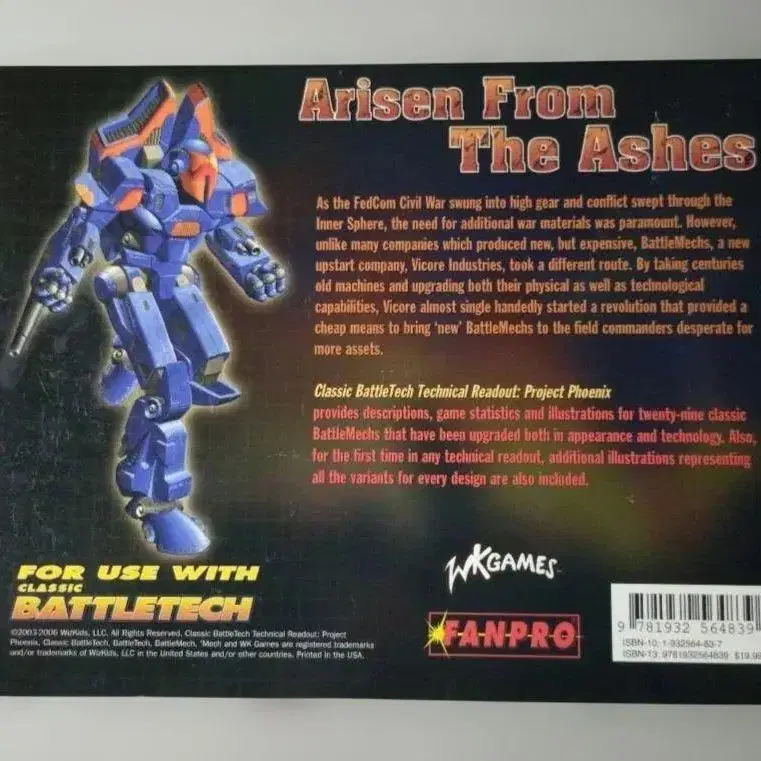 Arisen From
The Ashes
As the FedCom Civil War swung into high gear and conflict swept through the
Inner Sphere, the need for additional war materials was paramount. However,
unlike many companies which produced new, but expensive, BattleMechs, a new
upstart company, Vicore Industries, took a different route. By taking centuries
old machines and upgrading both their physical as well as technological
capabilities, Vicore almost single handedly started a revolution that provided a
cheap means to bring 'new' BattleMechs to the field commanders desperate for
more assets.
Classic BattleTech Technical Readout: Project Phoenix
provides descriptions, game statistics and illustrations for twenty-nine classic
BattleMechs that have been upgraded both in appearance and technology. Also,
for the first time in any technical readout, additional illustrations representing
all the variants for every design are also included.
FOR USE WITH
CLASSIC
BATTLETECH
©2003-2006 WizKids, LLC. All Rights Reserved. Classic BattleTech Technical Readout: Project
Phoenix, Classic BattleTech, BattleTech, BattleMech, 'Mech and WK Games are registered trademarks
and/or trademarks of WizKids, LLC in the United States and/or other countries. Printed in the USA.
WKGAMES
FANPRO
9 781932 564839
ISBN-10: 1-932564-83-7
ISBN-13: 9781932564839 $19.99